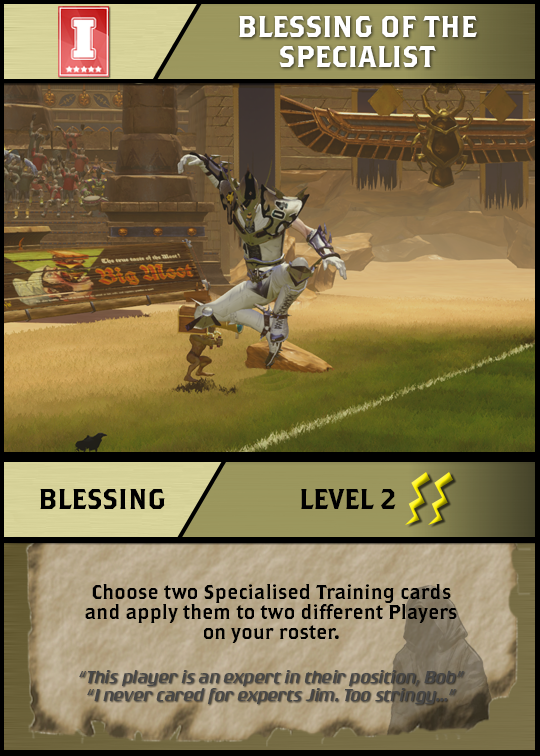 I
BLESSING OF THE
SPECIALIST
The new taste of the Moot!
Big Moot
BLESSING
LEVEL 2
Choose two Specialised Training cards
and apply them to two different Players
on your roster.
“This player is an expert in their position, Bob”
“I never cared for experts Jim. Too stringy...”